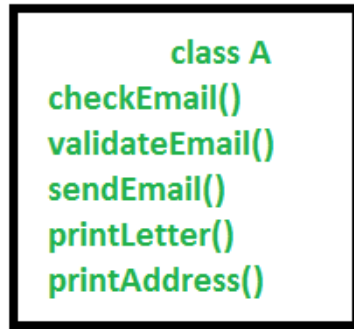 class A
checkEmail()
validateEmail()
sendEmail()
printLetter()
printAddress()